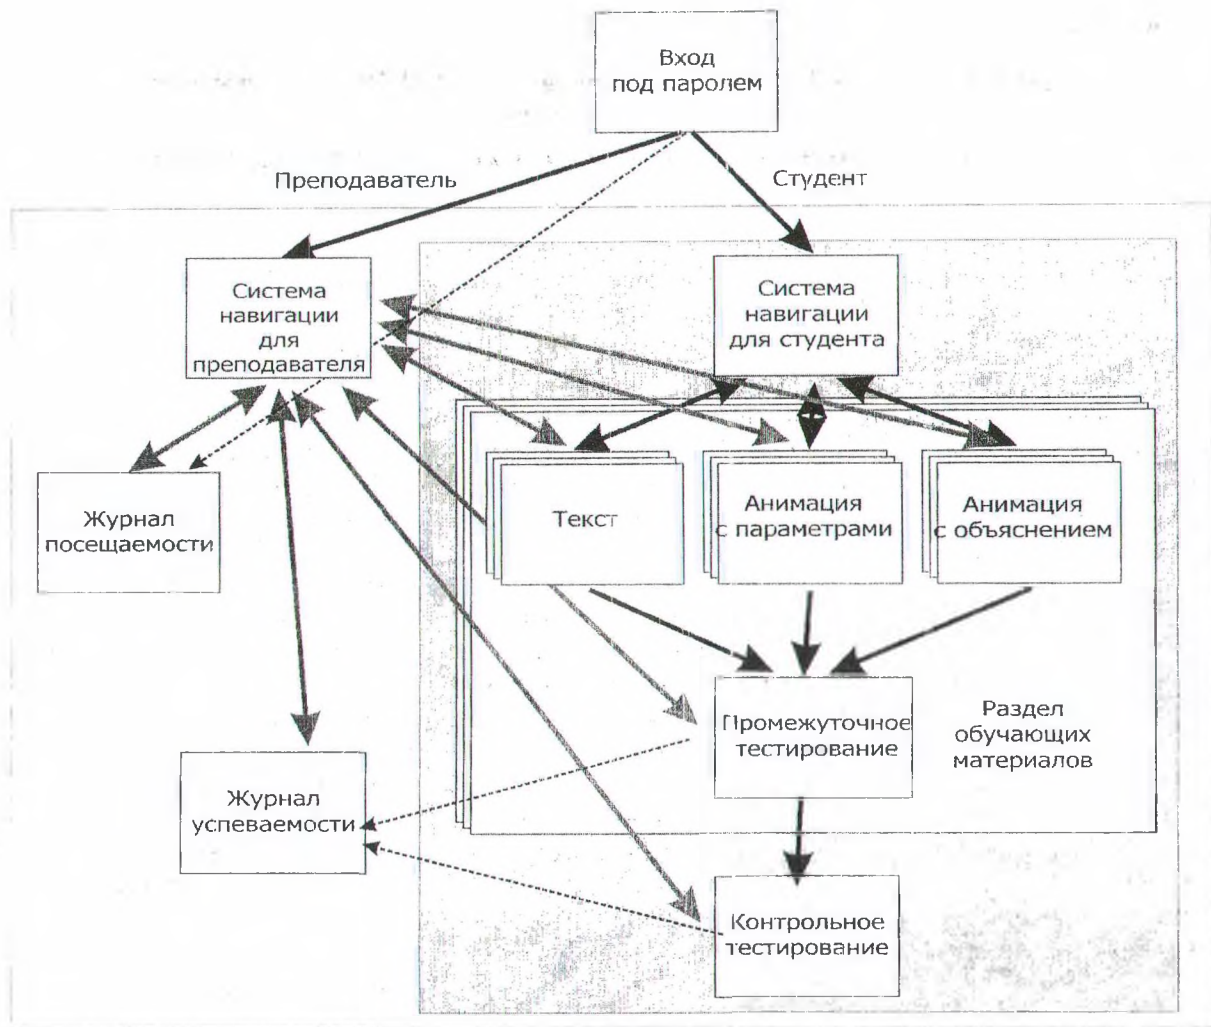 Вход
под паролем
Преподаватель
Студент
Система
навигации
для
преподавателя
Система
навигации
для студента
Журнал
посещаемости
Текст
Анимация
с параметрами
Анимация
с объяснением
Промежуточное
тестирование
Раздел
обучающих
материалов
Журнал
успеваемости
Контрольное
тестирование